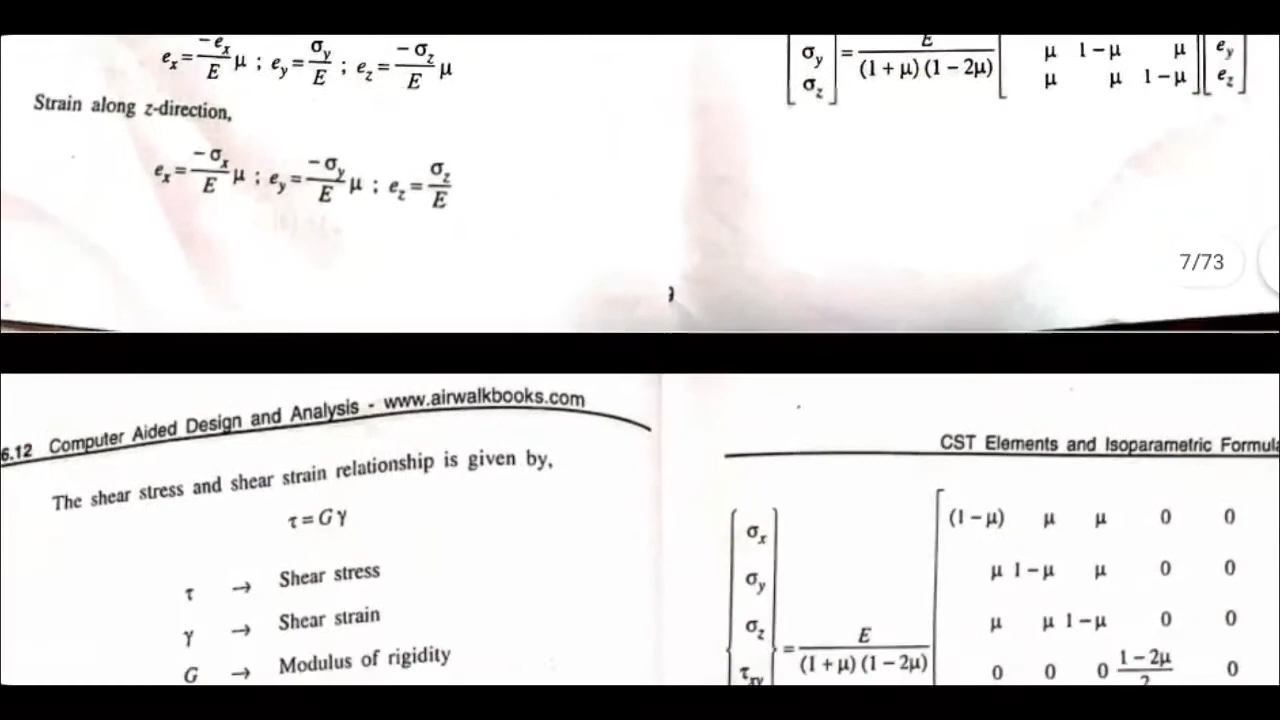 e_x = -e_x/E μ ; e_y = σ_y/E ; e_z = -σ_z/E μ
Strain along z-direction,
e_x = -σ_x/E μ ; e_y = -σ_y/E μ ; e_z = σ_z/E
σ_y = E/((1 + μ) (1 - 2μ)) μ 1-μ μ e_y
σ_z μ μ 1-μ e_z
7/73
6.12 Computer Aided Design and Analysis - www.airwalkbooks.com
The shear stress and shear strain relationship is given by,
τ = G γ
τ → Shear stress
γ → Shear strain
G → Modulus of rigidity
CST Elements and Isoparametric Formula
(1-μ) μ μ 0 0
σ_x
μ 1-μ μ 0 0
σ_y
μ μ 1-μ 0 0
σ_z
= E/((1 + μ) (1 - 2μ))
0 0 0 (1-2μ)/2 0
τ_xy